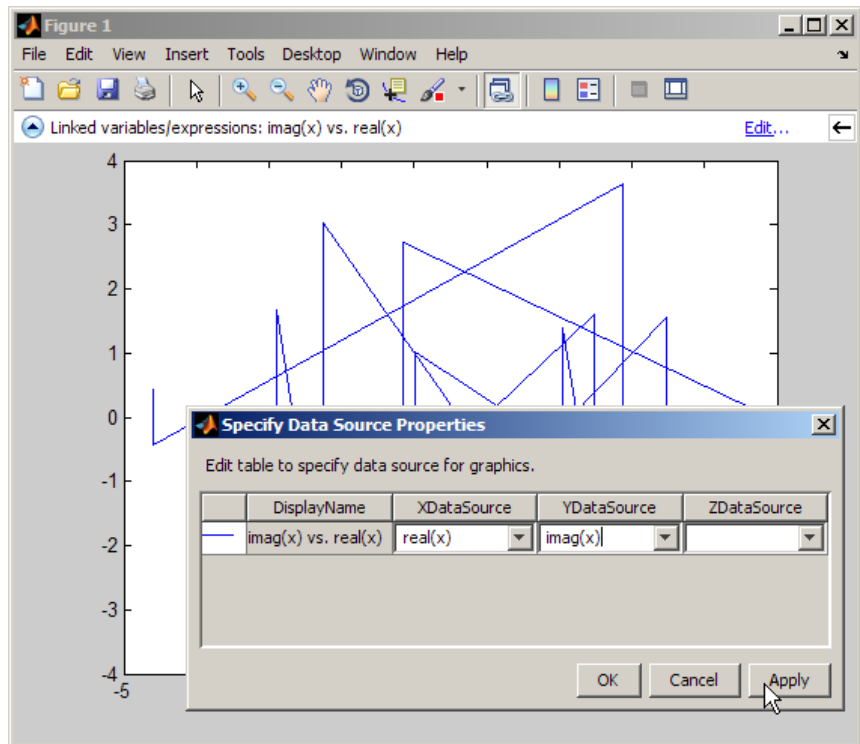 Figure 1
File Edit View Insert Tools Desktop Window Help
Linked variables/expressions: imag(x) vs. real(x) Edit...
4
3
2
1
0
-1
-2
-3
-4
-5
Specify Data Source Properties
Edit table to specify data source for graphics.
DisplayName XDataSource YDataSource ZDataSource
imag(x) vs. real(x) real(x) imag(x)
OK Cancel Apply